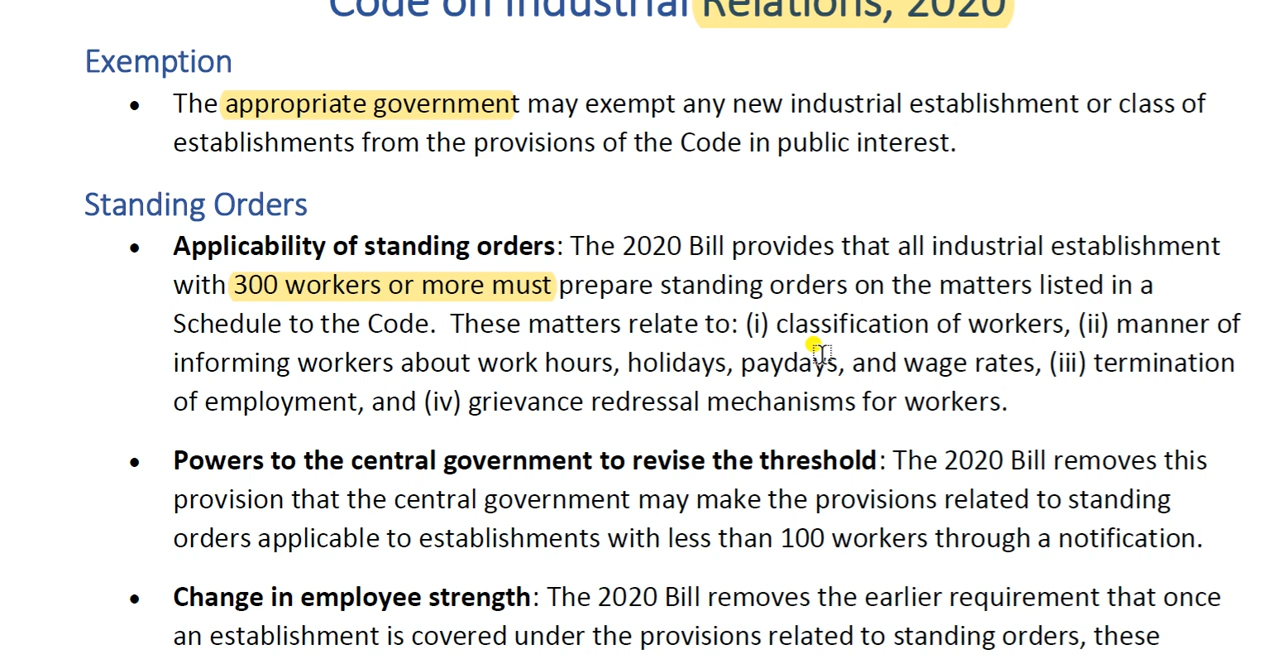 Code on Industrial Relations, 2020
Exemption
• The appropriate government may exempt any new industrial establishment or class of
establishments from the provisions of the Code in public interest.
Standing Orders
• Applicability of standing orders: The 2020 Bill provides that all industrial establishment
with 300 workers or more must prepare standing orders on the matters listed in a
Schedule to the Code.  These matters relate to: (i) classification of workers, (ii) manner of
informing workers about work hours, holidays, paydays, and wage rates, (iii) termination
of employment, and (iv) grievance redressal mechanisms for workers.
• Powers to the central government to revise the threshold: The 2020 Bill removes this
provision that the central government may make the provisions related to standing
orders applicable to establishments with less than 100 workers through a notification.
• Change in employee strength: The 2020 Bill removes the earlier requirement that once
an establishment is covered under the provisions related to standing orders, these